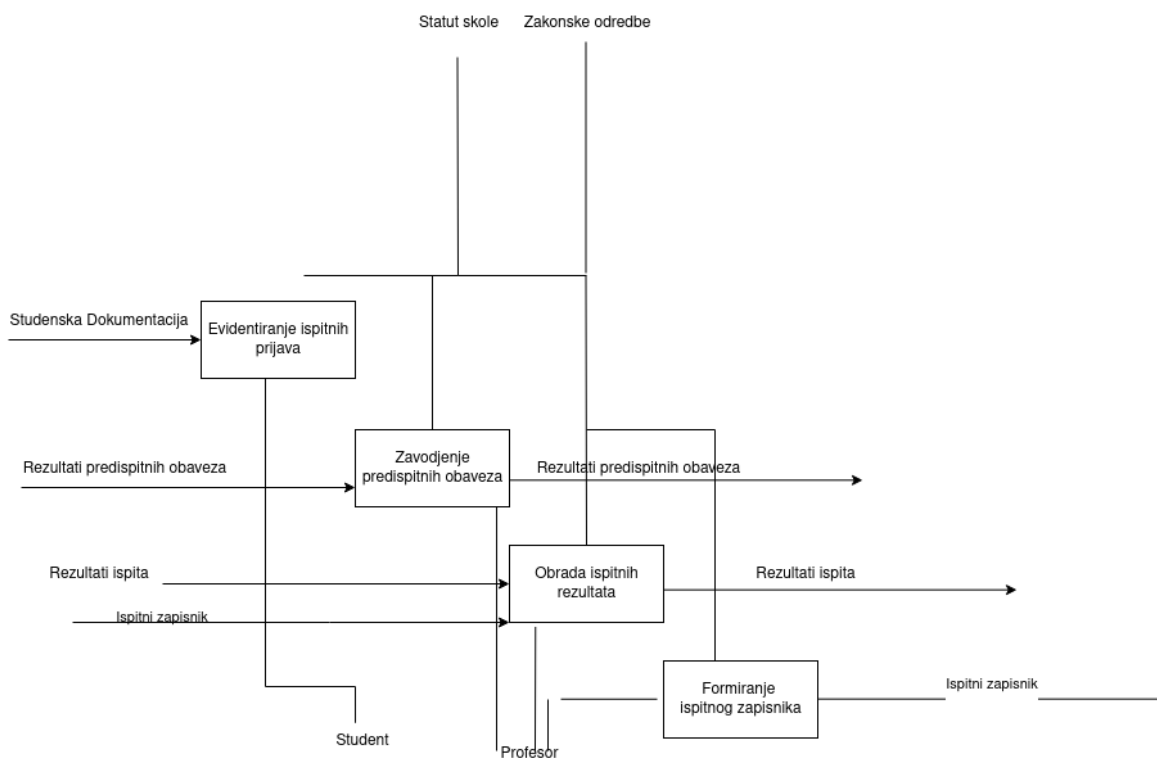 Statut skole
Zakonske odredbe
Studenska Dokumentacija
Evidentiranje ispitnih
prijava
Rezultati predispitnih obaveza
Zavodjenje
predispitnih obaveza
Rezultati predispitnih obaveza
Rezultati ispita
Obrada ispitnih
rezultata
Rezultati ispita
Ispitni zapisnik
Formiranje
ispitnog zapisnika
Ispitni zapisnik
Student
Profesor